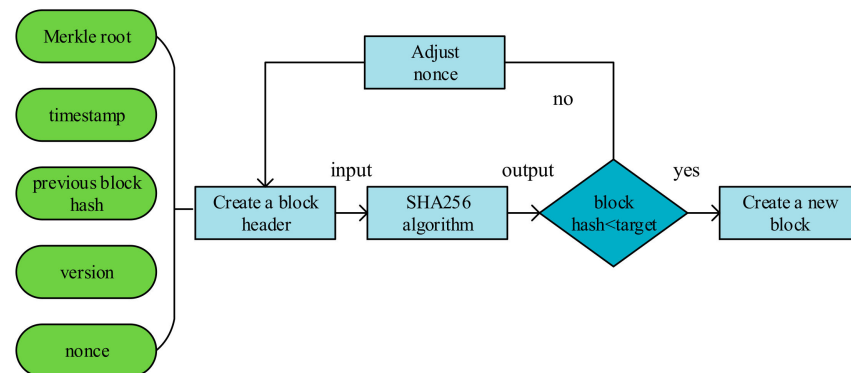 Merkle root
timestamp
previous block
hash
version
nonce
Adjust
nonce
no
input
output
yes
Create a block
header
SHA256
algorithm
block
hash<target
Create a new
block